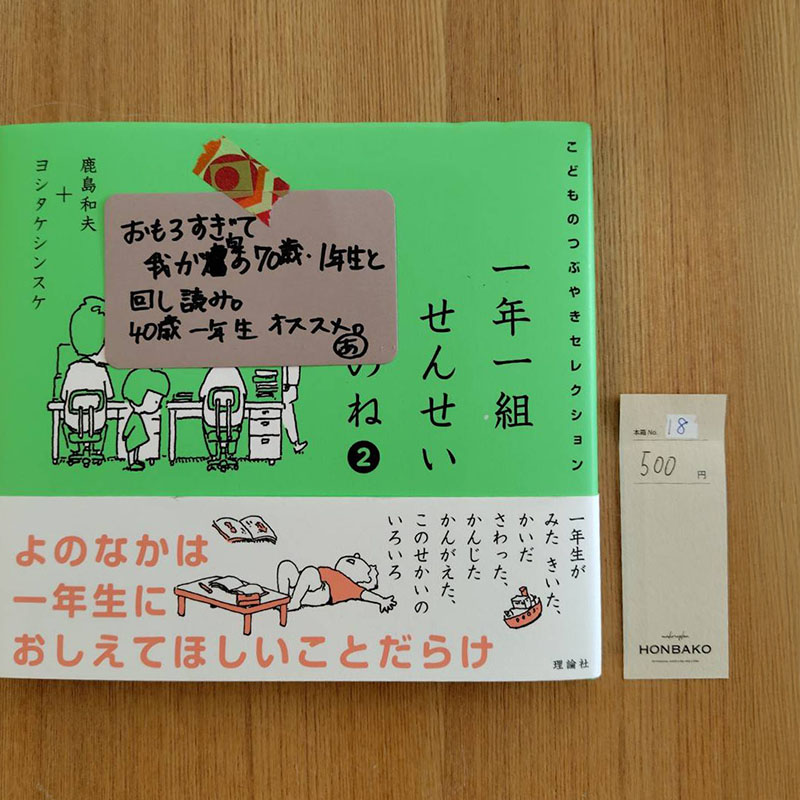 こどものつぶやきセレクション
一年一組
せんせい
のね❷
鹿島和夫
+
ヨシタケシンスケ
おもろすぎて
我が の70歳・1年生と
回し読み。
40歳一年生 オススメ。
あ
一年生が
みた きいた、
かいだ
さわった、
かんじた
かんがえた、
このせかいの
いろいろ
よのなかは
一年生に
おしえてほしいことだらけ
理論社
本箱 No. 18
500 円
HONBAKO